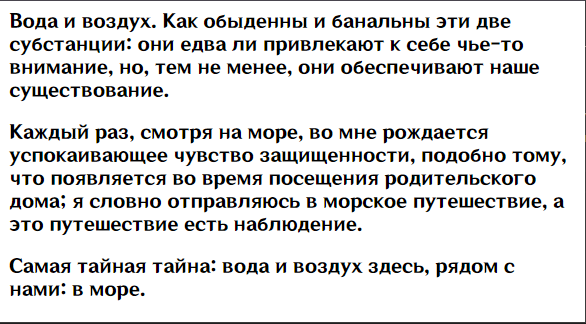 Вода и воздух. Как обыденны и банальны эти две
субстанции: они едва ли привлекают к себе чье-то
внимание, но, тем не менее, они обеспечивают наше
существование.
Каждый раз, смотря на море, во мне рождается
успокаивающее чувство защищенности, подобно тому,
что появляется во время посещения родительского
дома; я словно отправляюсь в морское путешествие, а
это путешествие есть наблюдение.
Самая тайная тайна: вода и воздух здесь, рядом с
нами: в море.